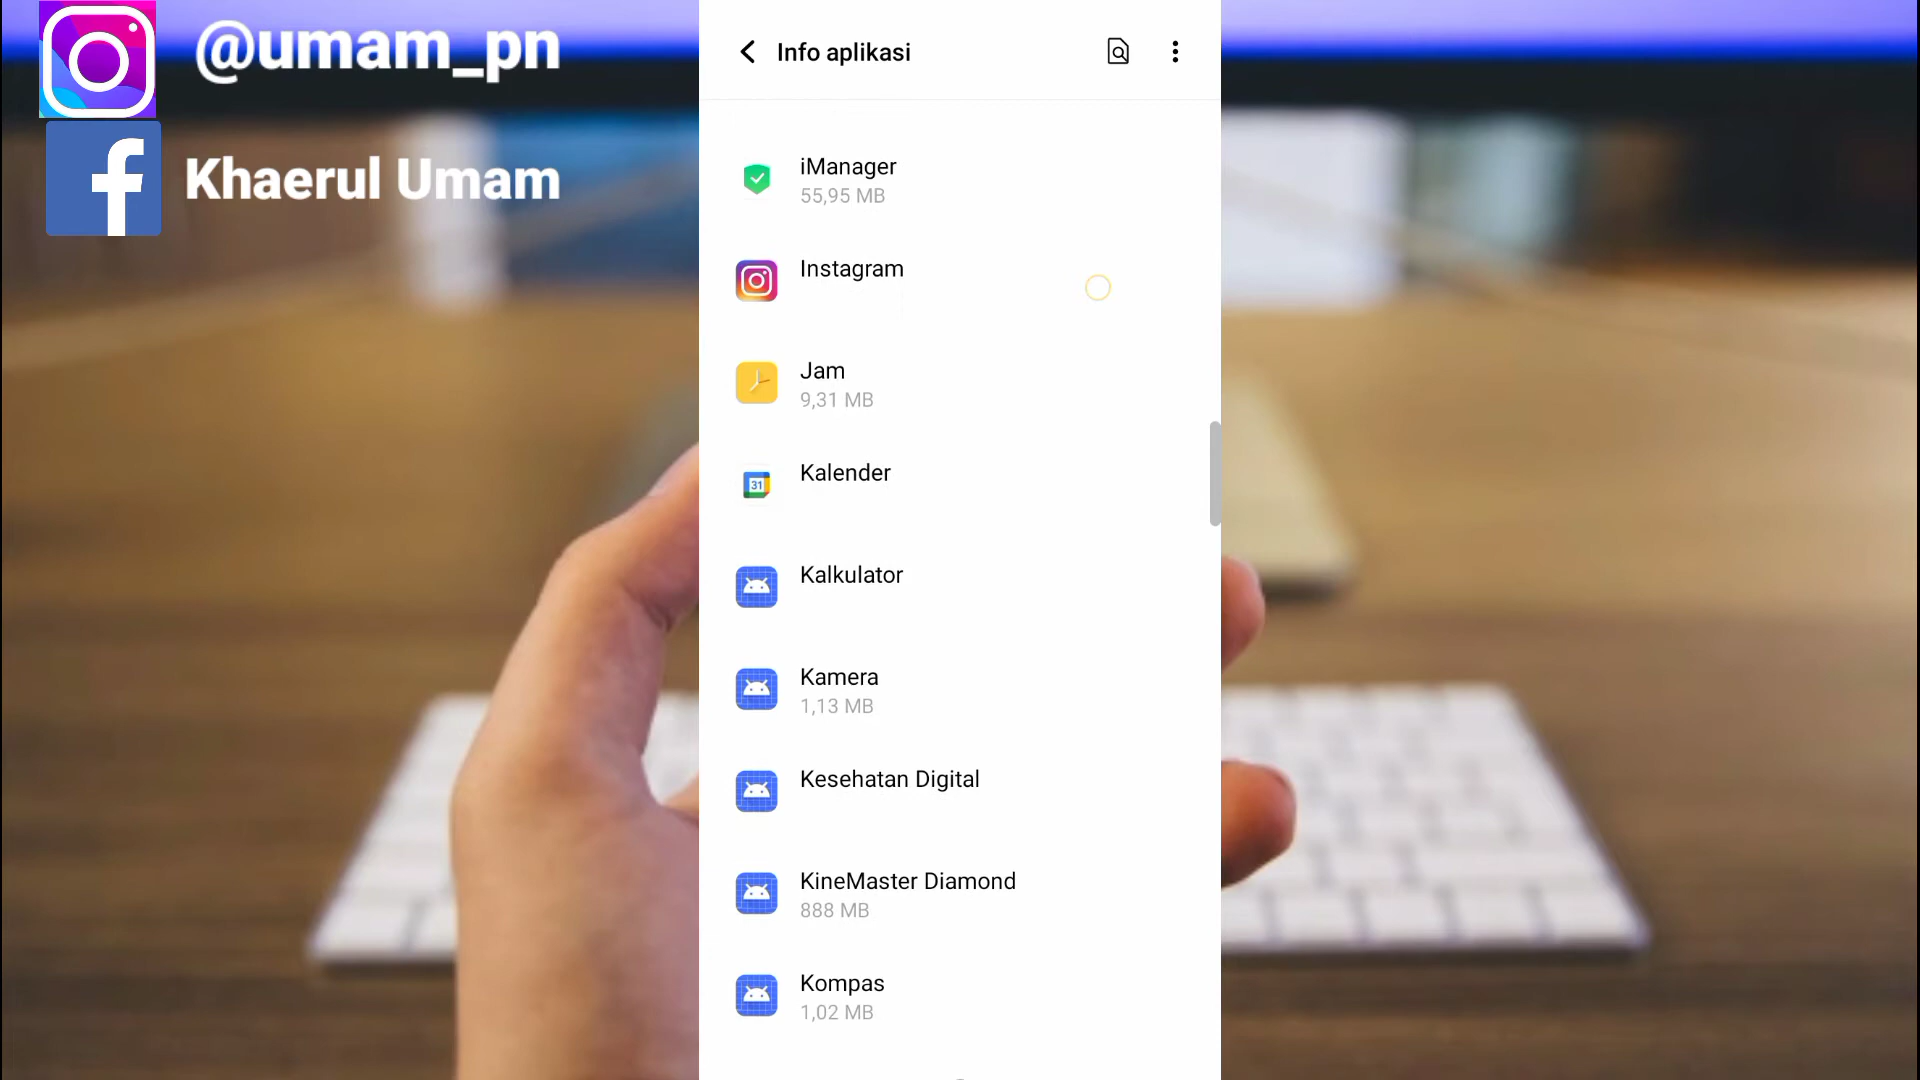 @umam_pn
Khaerul Umam
Info aplikasi
iManager
55,95 MB
Instagram
Jam
9,31 MB
Kalender
31
Kalkulator
Kamera
1,13 MB
Kesehatan Digital
KineMaster Diamond
888 MB
Kompas
1,02 MB